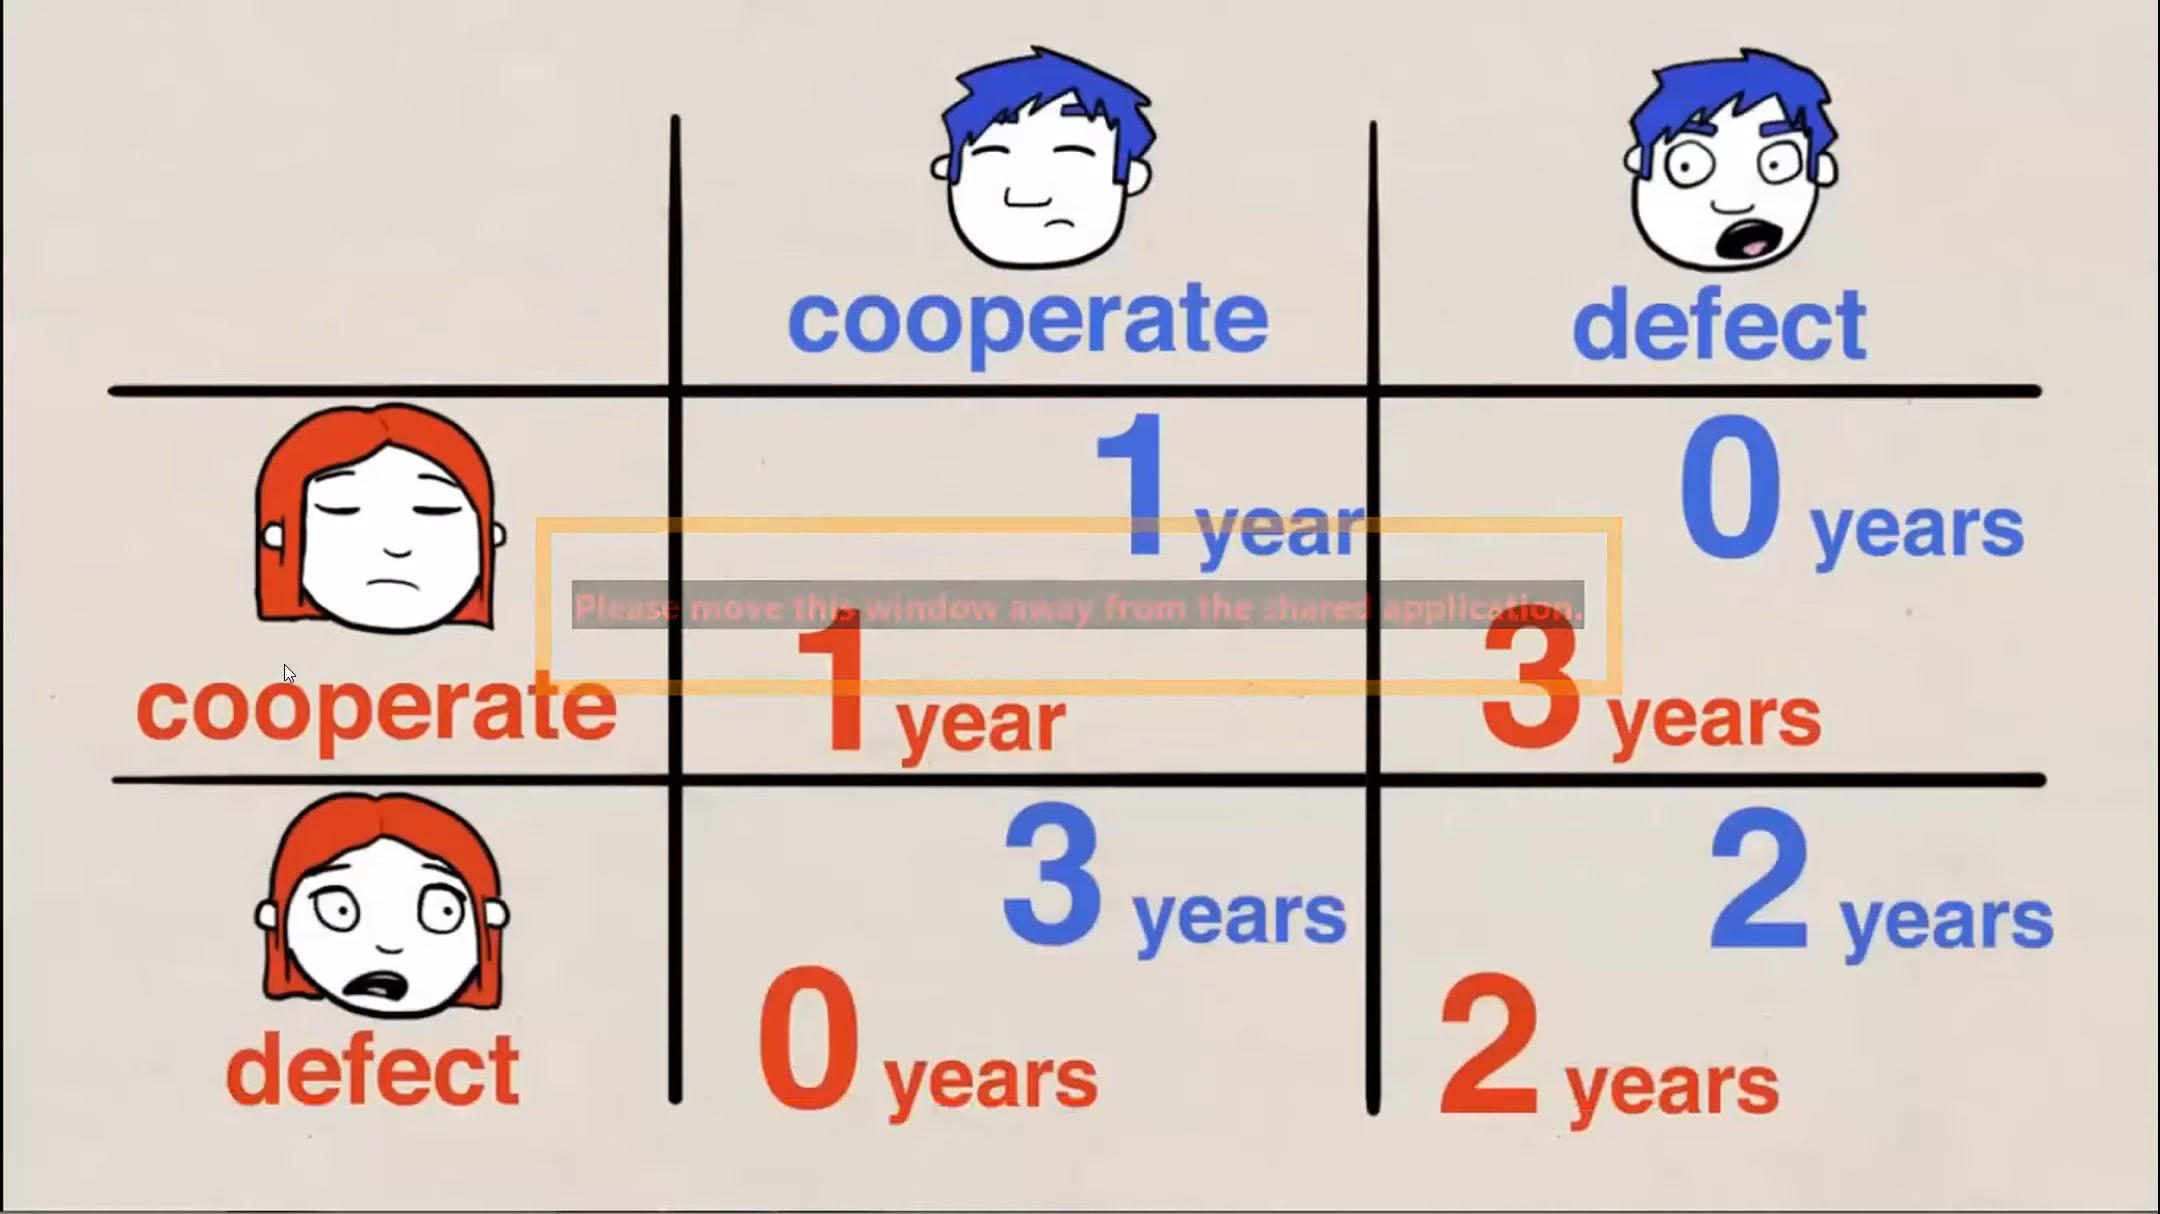 cooperate
defect
1 year
0 years
Please move this window away from the shared application.
cooperate
1 year
3 years
3 years
2 years
defect
0 years
2 years